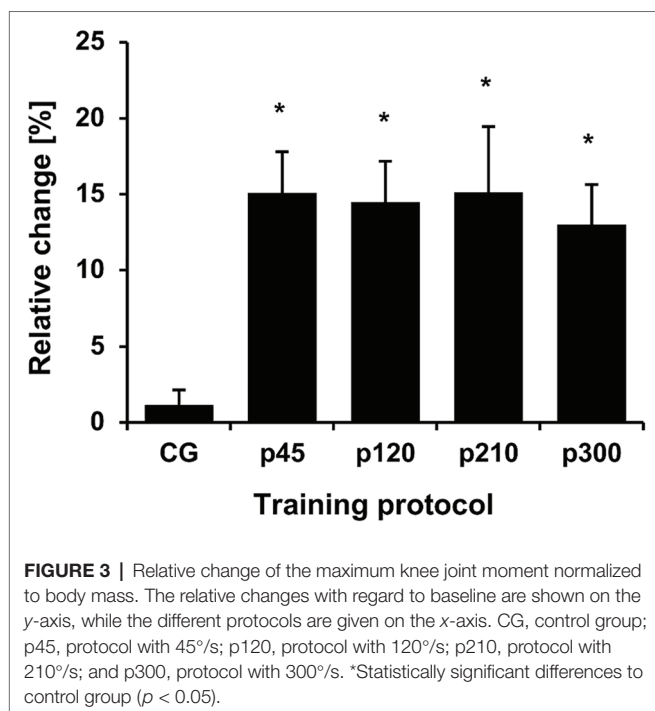 25
20
15
10
5
0
Relative change [%]
* * * *
CG p45 p120 p210 p300
Training protocol
FIGURE 3 | Relative change of the maximum knee joint moment normalized
to body mass. The relative changes with regard to baseline are shown on the
y-axis, while the different protocols are given on the x-axis. CG, control group;
p45, protocol with 45°/s; p120, protocol with 120°/s; p210, protocol with
210°/s; and p300, protocol with 300°/s. *Statistically significant differences to
control group (p < 0.05).